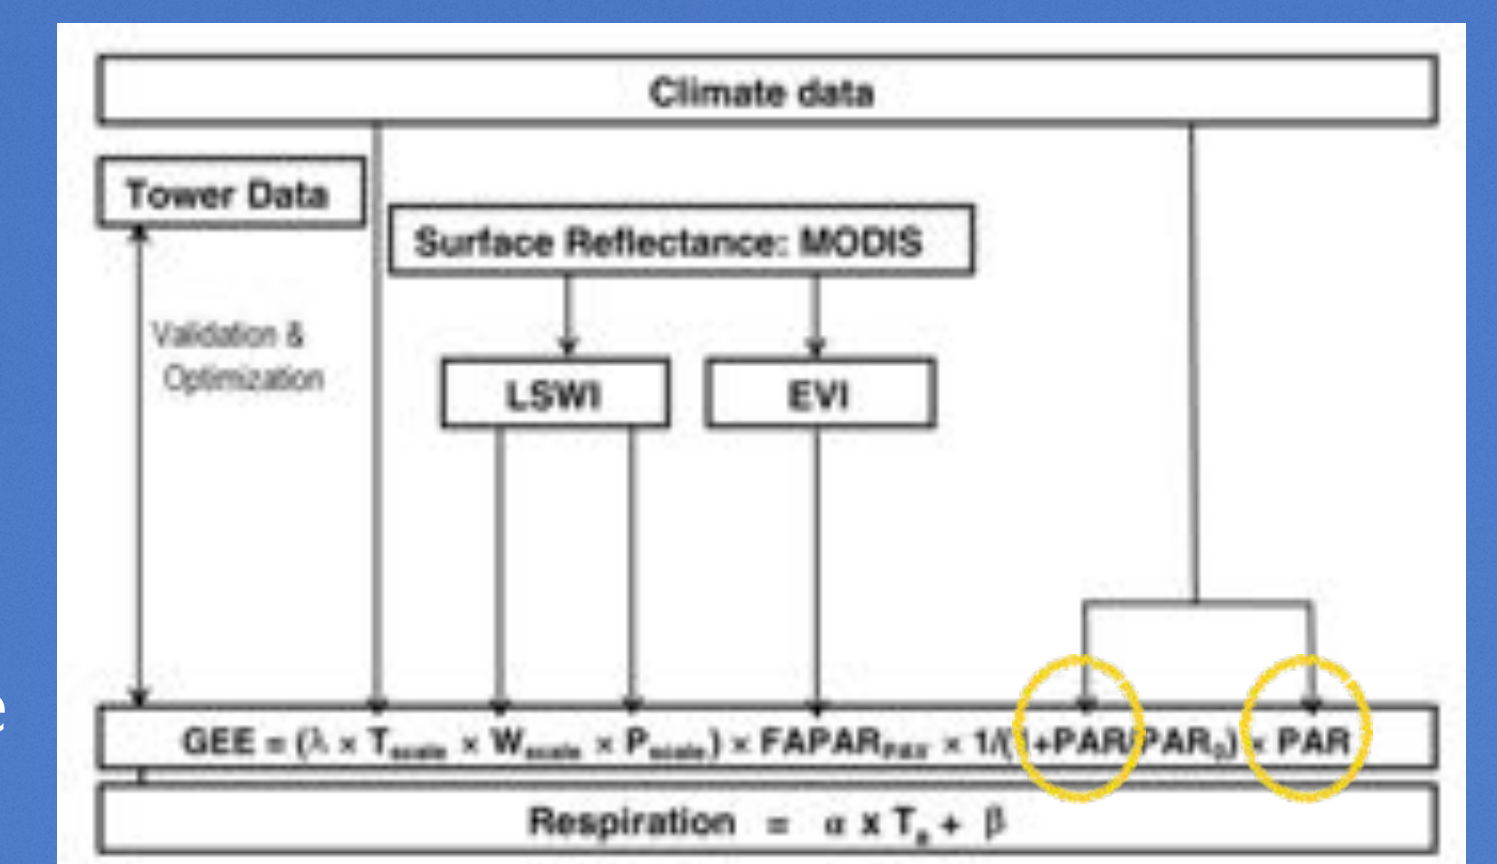 Climate data
Tower Data
Surface Reflectance: MODIS
Validation &
Optimization
LSWI
EVI
GEE = (λ × Tscale × Wscale × Pscale) × FAPARPAV × 1/(1+PAR/PAR0) × PAR
Respiration = α x Ta + β
e